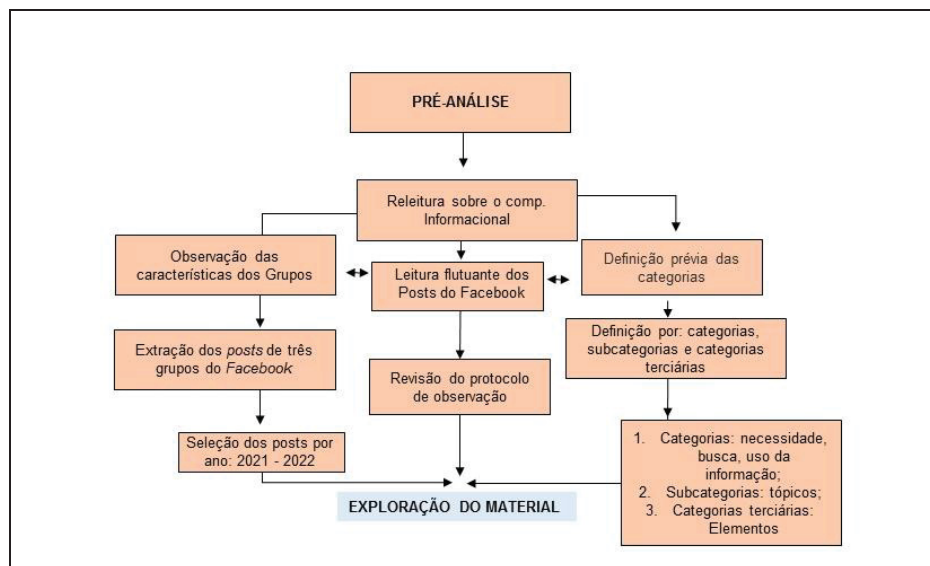 PRÉ-ANÁLISE
Releitura sobre o comp.
Informacional
Observação das
características dos Grupos
Leitura flutuante dos
Posts do Facebook
Definição prévia das
categorias
Extração dos posts de três
grupos do Facebook
Revisão do protocolo
de observação
Definição por: categorias,
subcategorias e categorias
terciárias
Seleção dos posts por
ano: 2021 - 2022
1. Categorias: necessidade,
busca, uso da
informação;
2. Subcategorias: tópicos;
3. Categorias terciárias:
Elementos
EXPLORAÇÃO DO MATERIAL